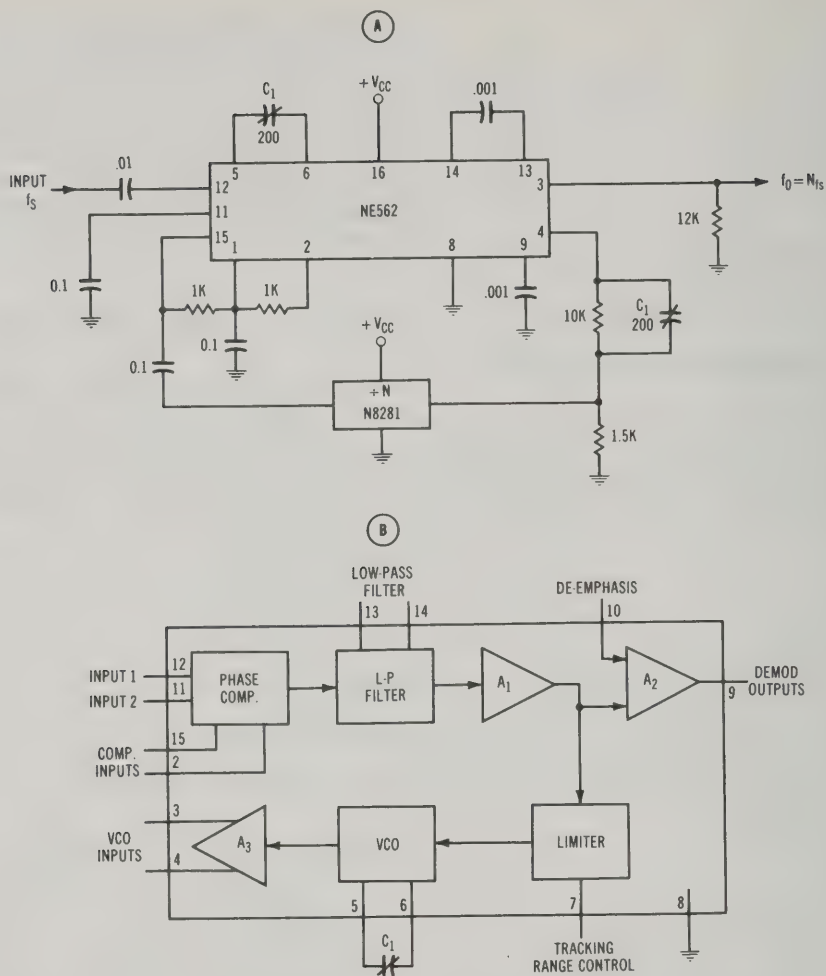 A
C1
200
+VCC
.001
5
6
16
14
13
.01
INPUT
fS
12
11
15
NE562
3
4
fO=Nfs
12K
1
2
8
9
0.1
1K
1K
.001
10K
C1
200
0.1
0.1
+VCC
÷N
N8281
1.5K
B
LOW-PASS
FILTER
13
14
DE-EMPHASIS
10
INPUT 1
12
INPUT 2
11
PHASE
COMP.
L-P
FILTER
A1
A2
DEMOD
OUTPUTS
9
15
COMP.
INPUTS
2
3
VCO
INPUTS
4
A3
VCO
LIMITER
5
6
7
8
C1
TRACKING
RANGE CONTROL